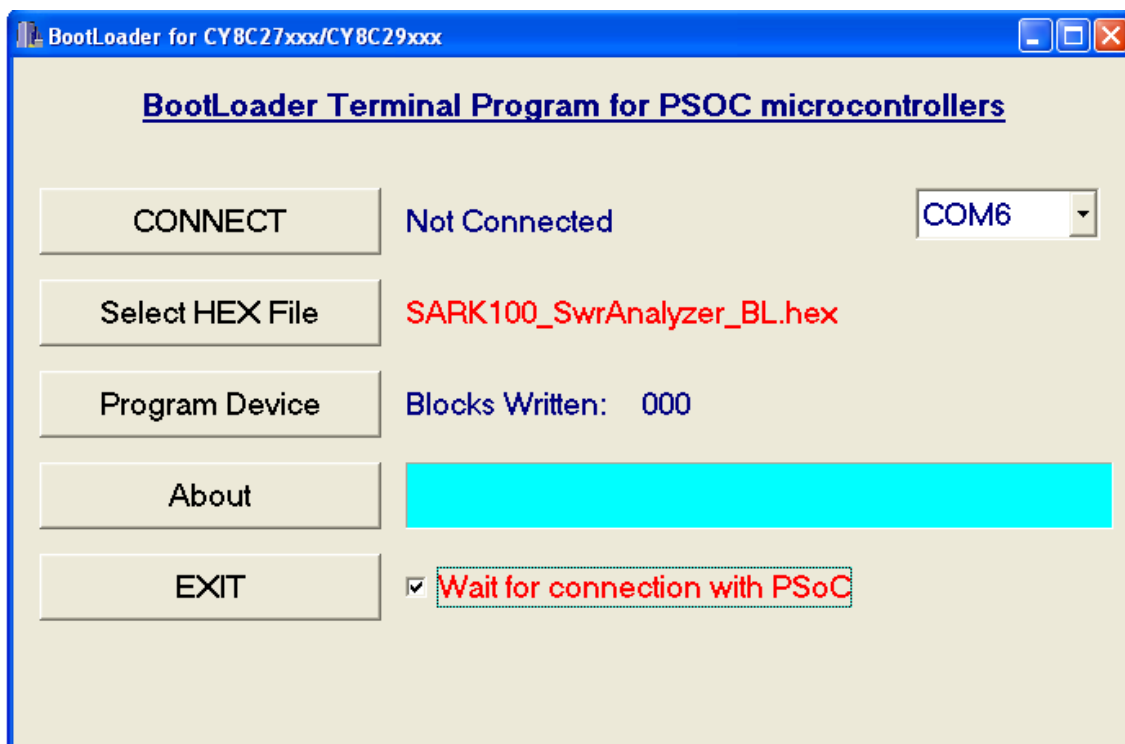 BootLoader for CY8C27xxx/CY8C29xxx
BootLoader Terminal Program for PSOC microcontrollers
CONNECT Not Connected COM6
Select HEX File SARK100_SwrAnalyzer_BL.hex
Program Device Blocks Written: 000
About
EXIT Wait for connection with PSoC